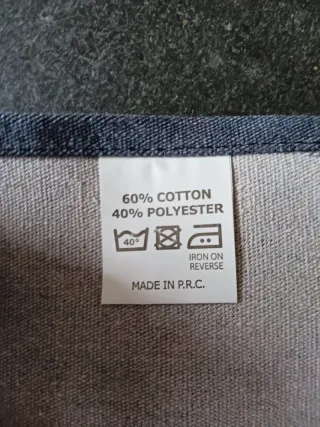 60% COTTON
40% POLYESTER
40°
IRON ON
REVERSE
MADE IN P.R.C.